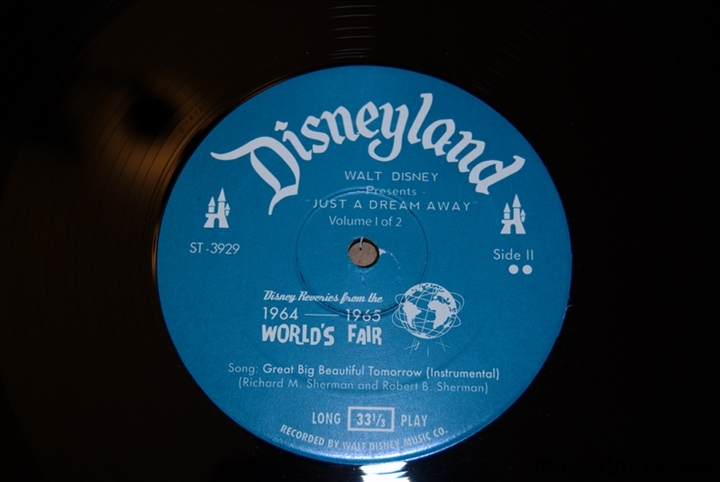 Disneyland
WALT DISNEY
- Presents -
"JUST A DREAM AWAY"
Volume I of 2
ST-3929
Side II
Disney Reveries from the
1964 — 1965
WORLD'S FAIR
Song: Great Big Beautiful Tomorrow (Instrumental)
(Richard M. Sherman and Robert B. Sherman)
LONG 33⅓ PLAY
RECORDED BY WALT DISNEY MUSIC CO.